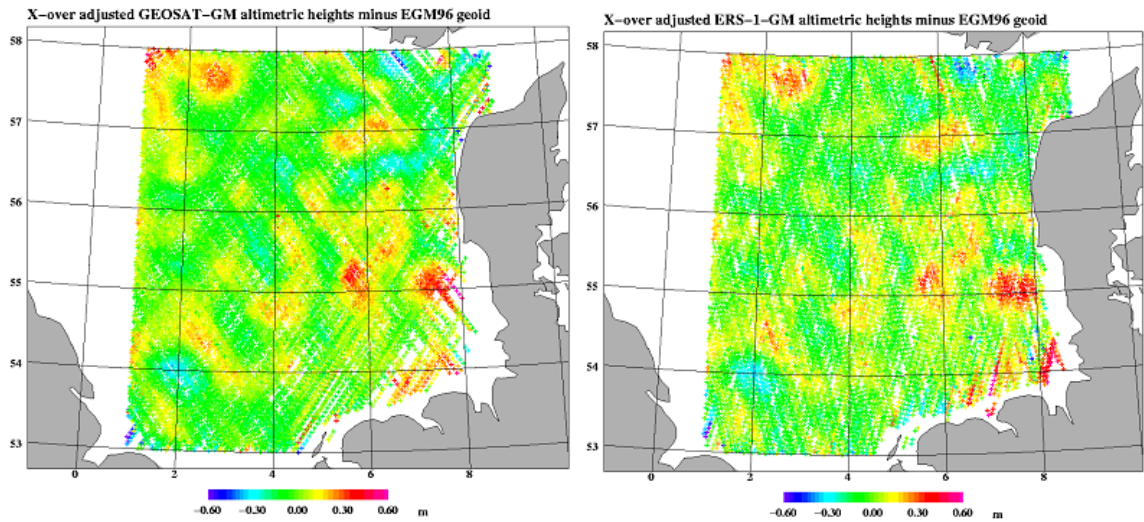 X-over adjusted GEOSAT-GM altimetric heights minus EGM96 geoid
58
57
56
55
54
53
0 2 4 6 8
-0.60 -0.30 0.00 0.30 0.60 m
X-over adjusted ERS-1-GM altimetric heights minus EGM96 geoid
58
57
56
55
54
53
0 2 4 6 8
-0.60 -0.30 0.00 0.30 0.60 m